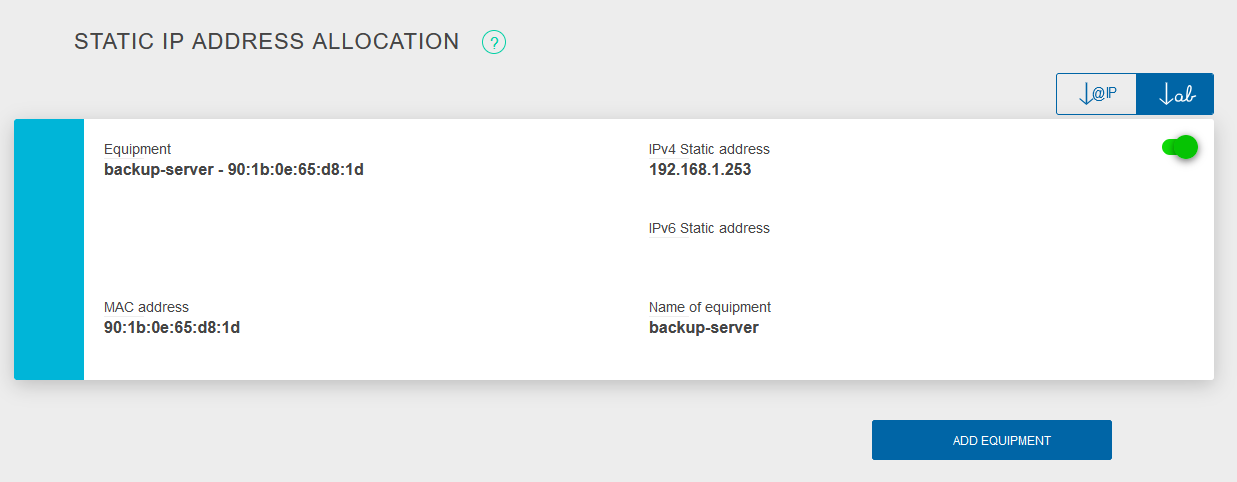 STATIC IP ADDRESS ALLOCATION ?
↓@IP ↓ab
Equipment
backup-server - 90:1b:0e:65:d8:1d
IPv4 Static address
192.168.1.253
IPv6 Static address
MAC address
90:1b:0e:65:d8:1d
Name of equipment
backup-server
ADD EQUIPMENT